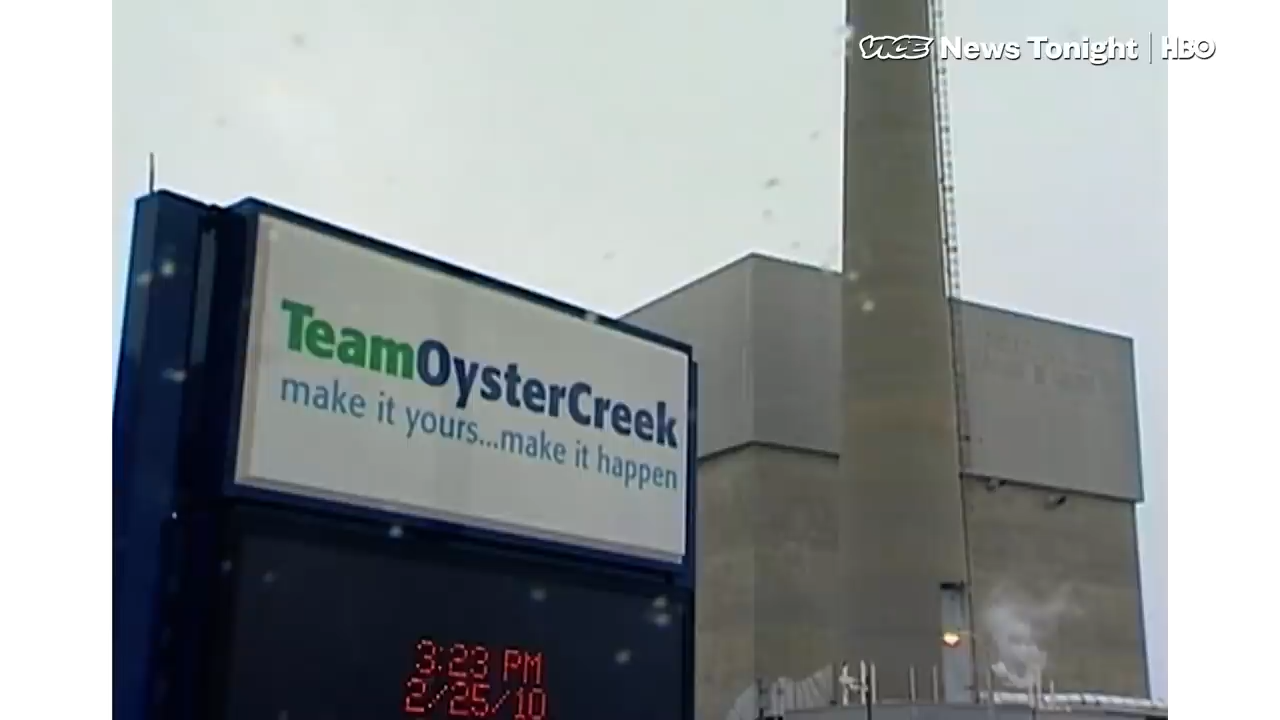 VICE News Tonight | HBO
TeamOysterCreek
make it yours...make it happen
3:23 PM
2/25/10